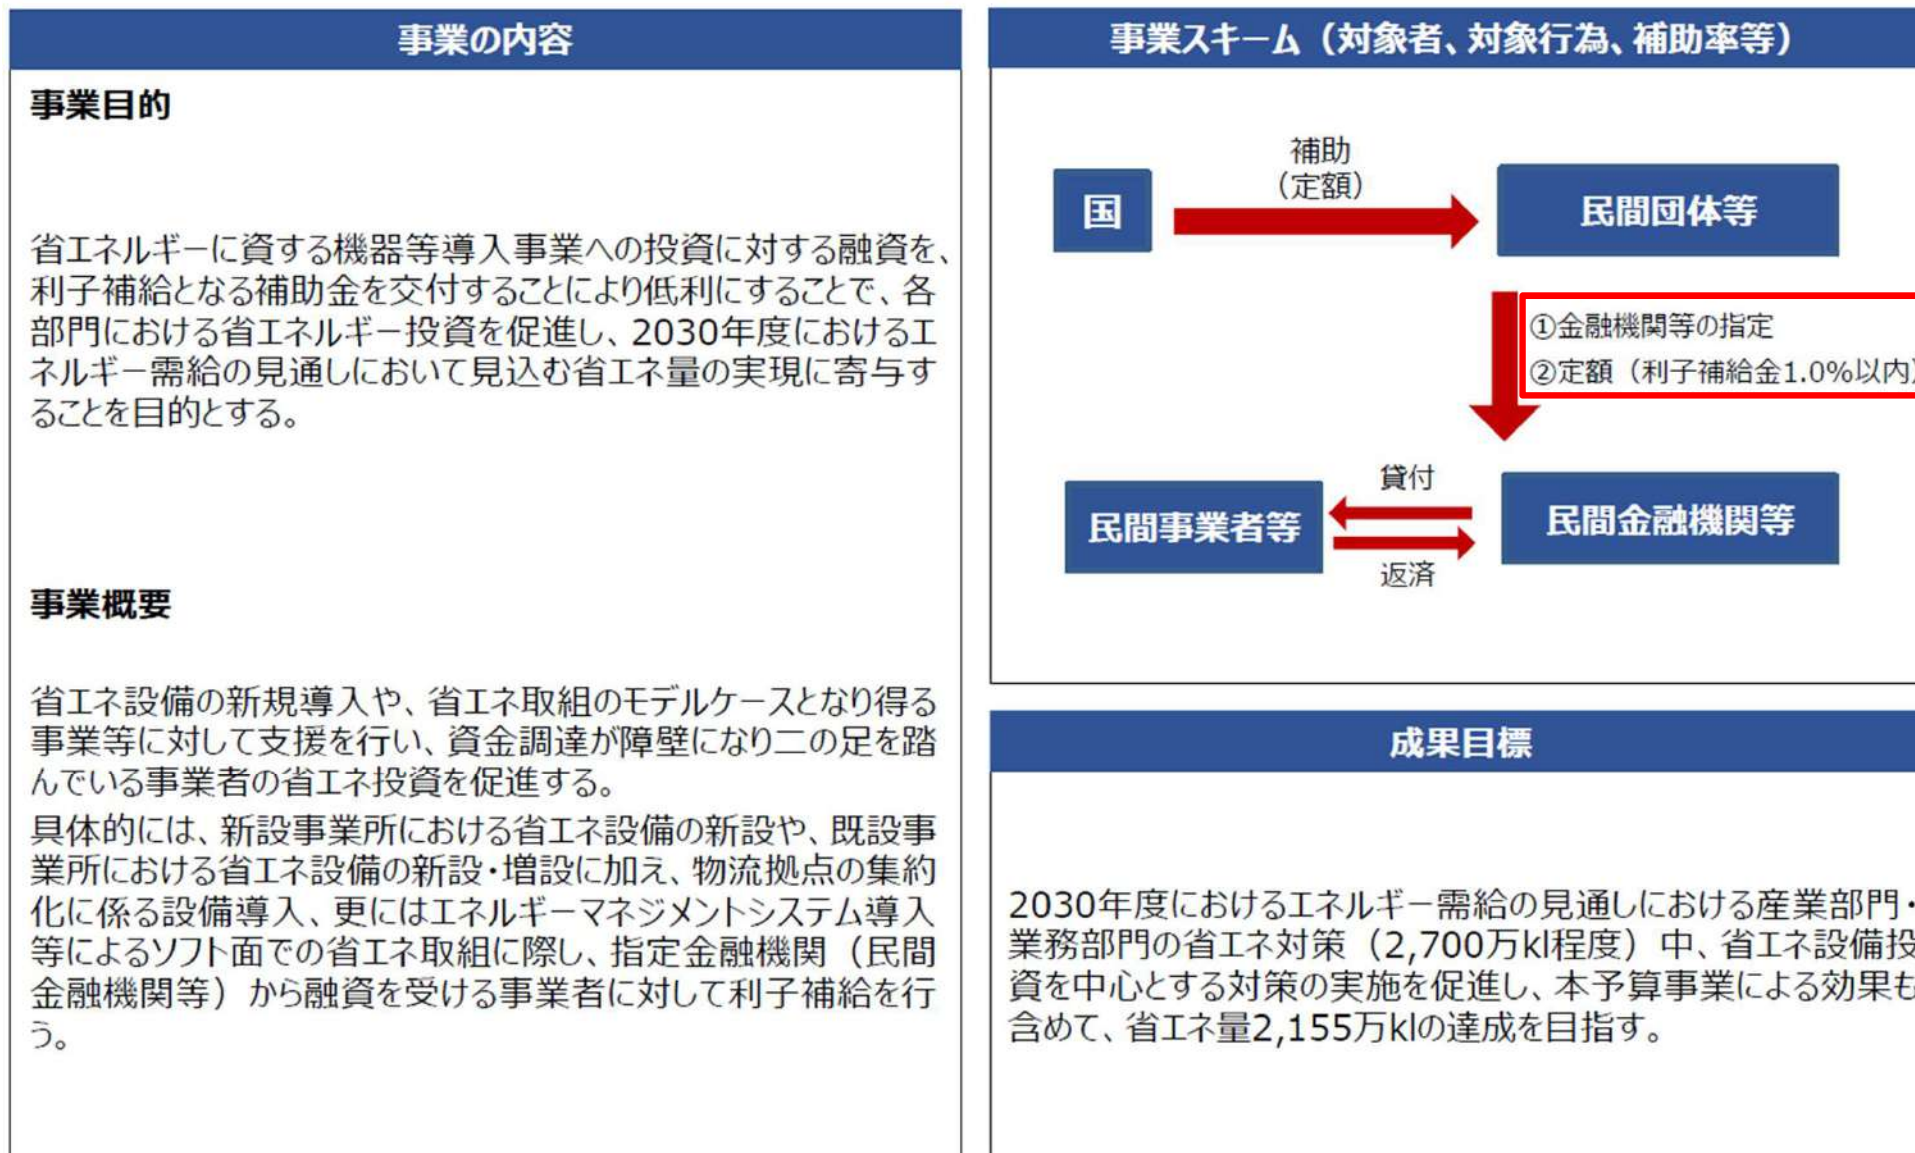 事業の内容
事業目的
省エネルギーに資する機器等導入事業への投資に対する融資を、
利子補給となる補助金を交付することにより低利にすることで、各
部門における省エネルギー投資を促進し、2030年度におけるエ
ネルギー需給の見通しにおいて見込む省エネ量の実現に寄与す
ることを目的とする。
事業概要
省エネ設備の新規導入や、省エネ取組のモデルケースとなり得る
事業等に対して支援を行い、資金調達が障壁になり二の足を踏
んでいる事業者の省エネ投資を促進する。
具体的には、新設事業所における省エネ設備の新設や、既設事
業所における省エネ設備の新設・増設に加え、物流拠点の集約
化に係る設備導入、更にはエネルギーマネジメントシステム導入
等によるソフト面での省エネ取組に際し、指定金融機関（民間
金融機関等）から融資を受ける事業者に対して利子補給を行
う。
事業スキーム（対象者、対象行為、補助率等）
国
補助
（定額）
民間団体等
①金融機関等の指定
②定額（利子補給金1.0%以内）
貸付
民間事業者等
民間金融機関等
返済
成果目標
2030年度におけるエネルギー需給の見通しにおける産業部門・
業務部門の省エネ対策（2,700万kl程度）中、省エネ設備投
資を中心とする対策の実施を促進し、本予算事業による効果も
含めて、省エネ量2,155万klの達成を目指す。